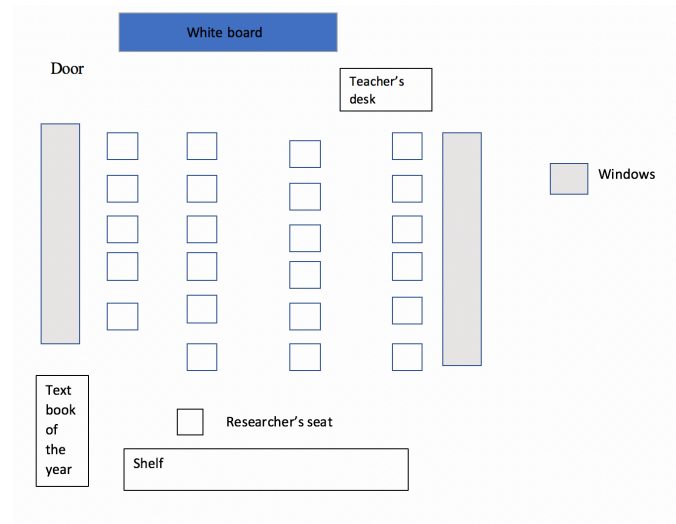 White board
Door
Teacher's
desk
Windows
Text
book
of
the
year
Researcher's seat
Shelf